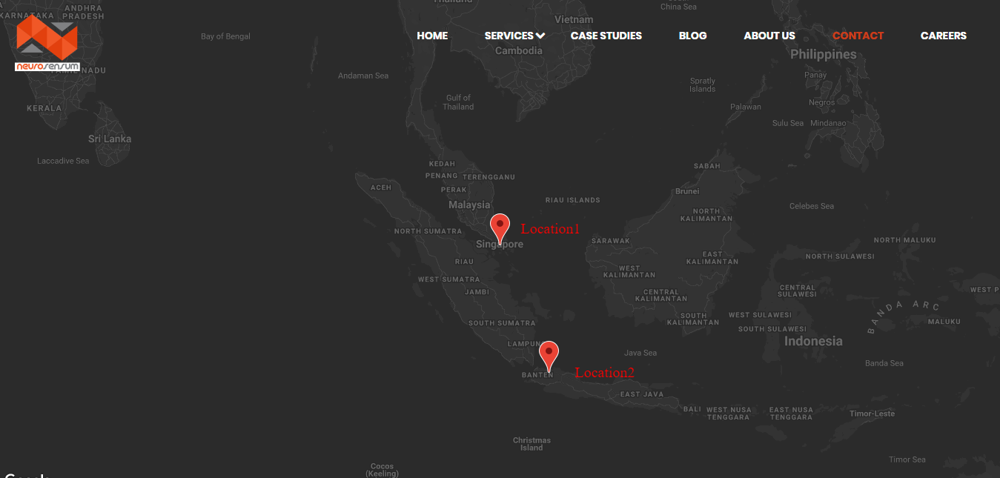 ANDHRA
PRADESH
KARNATAKA
Thailand
Vietnam
China Sea
Bay of Bengal
HOME SERVICES CASE STUDIES BLOG ABOUT US CONTACT CAREERS
Cambodia
Philippines
neurosensum
TAMIL NADU
Andaman Sea
Panay
Spratly
Islands
Gulf of
Thailand
Negros
Palawan
KERALA
Sulu Sea
Mindanao
Sri Lanka
Laccadive Sea
KEDAH
SABAH
PENANG
TERENGGANU
ACEH
PERAK
Brunei
Malaysia
RIAU ISLANDS
Celebes Sea
NORTH
KALIMANTAN
NORTH SUMATRA
Location1
Singapore
SARAWAK
NORTH MALUKU
RIAU
EAST
KALIMANTAN
NORTH SULAWESI
WEST
KALIMANTAN
WEST SUMATRA
JAMBI
CENTRAL
KALIMANTAN
CENTRAL
SULAWESI
WEST P
BANDA ARC
SOUTH SUMATRA
SOUTH
KALIMANTAN
WEST SULAWESI
SOUTH SULAWESI
MALUKU
LAMPUNG
Indonesia
Java Sea
Banda Sea
BANTEN
Location2
EAST JAVA
BALI
WEST NUSA
TENGGARA
EAST NUSA
TENGGARA
Timor-Leste
Christmas
Island
Timor Sea
Cocos
(Keeling)
Google